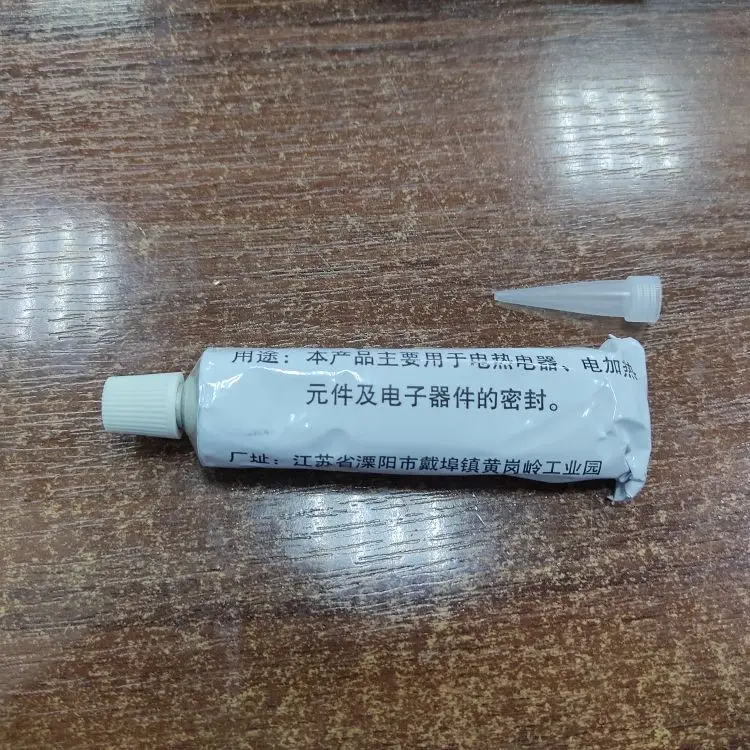 用途：本产品主要用于电热电器、电加热
元件及电子器件的密封。
厂址：江苏省溧阳市戴埠镇黄岗岭工业园